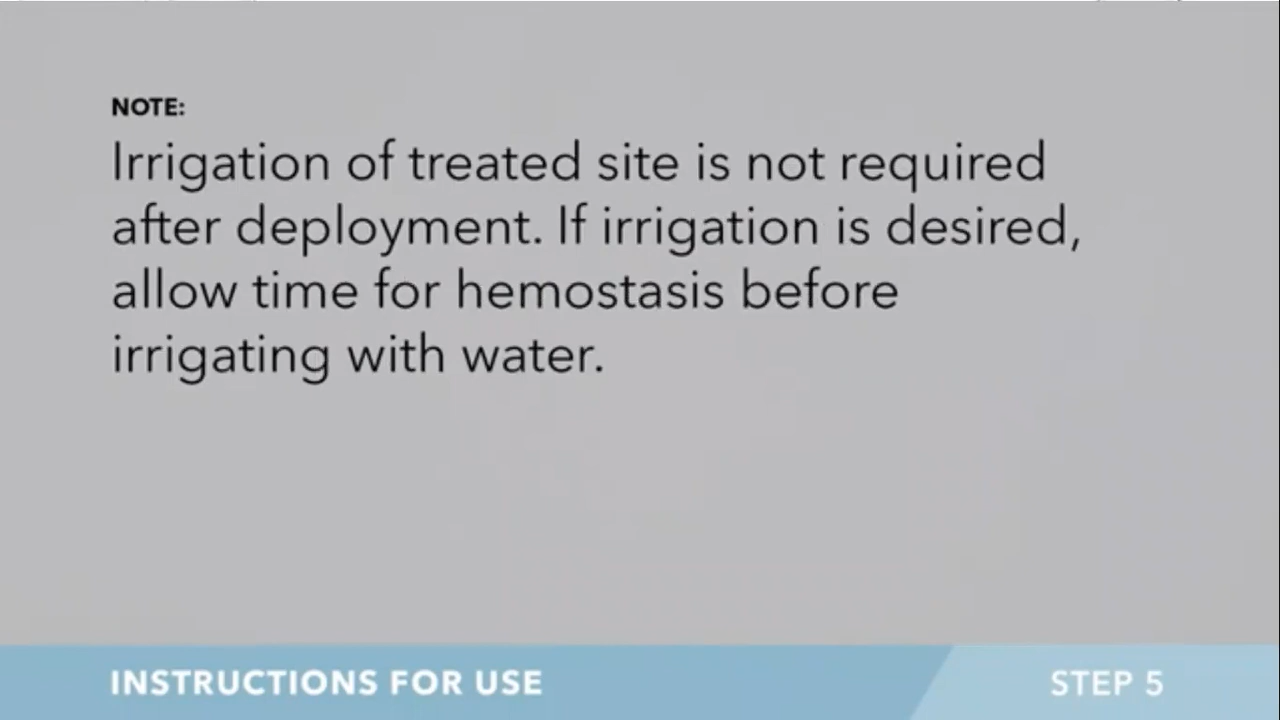 NOTE:
Irrigation of treated site is not required
after deployment. If irrigation is desired,
allow time for hemostasis before
irrigating with water.
INSTRUCTIONS FOR USE
STEP 5